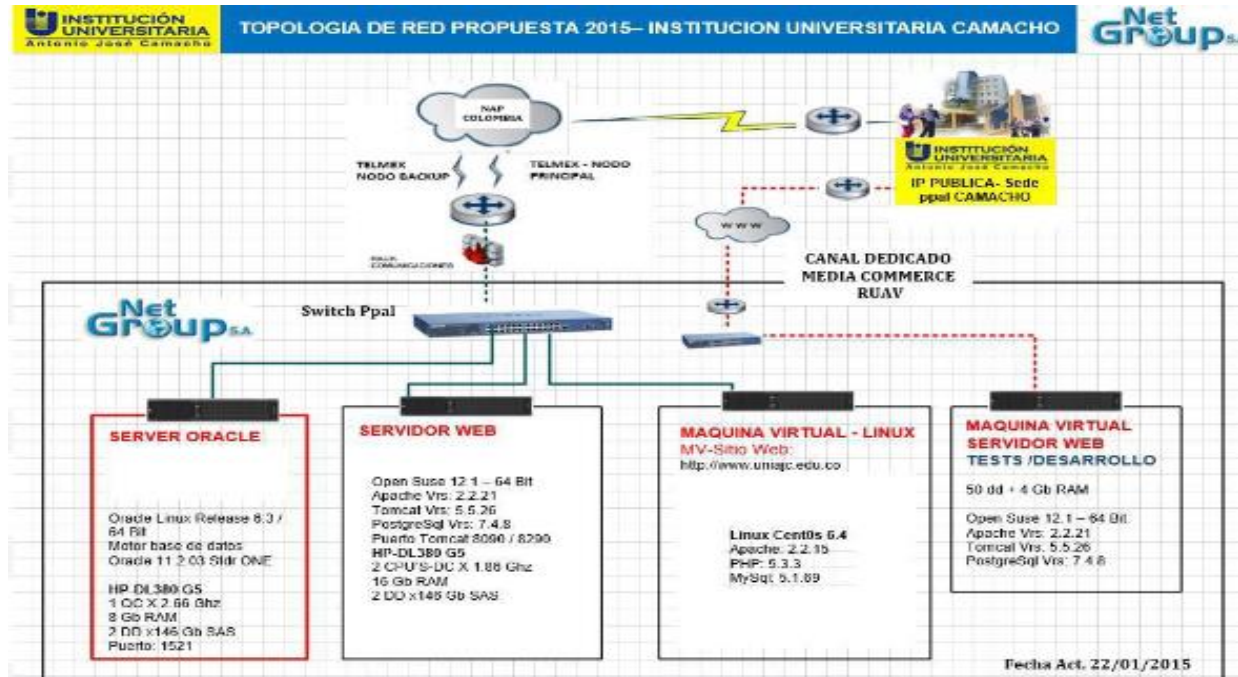 INSTITUCIÓN
UNIVERSITARIA
Antonio José Camacho
TOPOLOGIA DE RED PROPUESTA 2015– INSTITUCION UNIVERSITARIA CAMACHO
Net
Group S.A.
NAP
COLOMBIA
TELMEX
NODO BACKUP
TELMEX - NODO
PRINCIPAL
COMUNICACIONES
INSTITUCIÓN
UNIVERSITARIA
Antonio José Camacho
IP PUBLICA- Sede
ppal CAMACHO
W W W
CANAL DEDICADO
MEDIA COMMERCE
RUAV
Net
Group S.A.
Switch Ppal
SERVER ORACLE
Oracle Linux Release 6.3 /
64 Bit
Motor base de datos
Oracle 11.2.03 Stdr ONE
HP DL380 G5
1 QC X 2.66 Ghz
8 Gb RAM
2 DD x146 Gb SAS
Puerto: 1521
SERVIDOR WEB
Open Suse 12.1 – 64 Bit
Apache Vrs: 2.2.21
Tomcat Vrs: 5.5.26
PostgreSql Vrs: 7.4.8
Puerto Tomcat 8090 / 8290
HP-DL380 G5
2 CPU'S-DC X 1.86 Ghz
16 Gb RAM
2 DD x146 Gb SAS
MAQUINA VIRTUAL - LINUX
MV-Sitio Web:
http://www.uniajc.edu.co
Linux Cent0s 6.4
Apache: 2.2.15
PHP: 5.3.3
MySql: 5.1.69
MAQUINA VIRTUAL
SERVIDOR WEB
TESTS /DESARROLLO
50 dd + 4 Gb RAM
Open Suse 12.1 – 64 Bit
Apache Vrs: 2.2.21
Tomcat Vrs: 5.5.26
PostgreSql Vrs: 7.4.8
Fecha Act. 22/01/2015